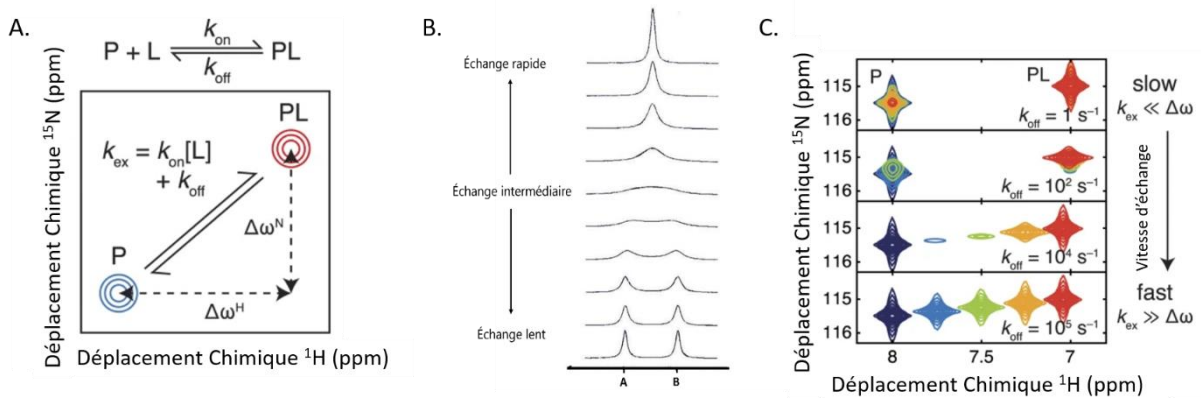 A.
k_on
P + L ⇌ PL
k_off
Déplacement Chimique ¹⁵N (ppm)
PL
k_ex = k_on[L]
+ k_off
Δω^N
P
Δω^H
Déplacement Chimique ¹H (ppm)
B.
Échange rapide
Échange intermédiaire
Échange lent
A B
C.
Déplacement Chimique ¹⁵N (ppm)
P PL
115
116
k_off = 1 s⁻¹
115
116
k_off = 10² s⁻¹
115
116
k_off = 10⁴ s⁻¹
115
116
k_off = 10⁵ s⁻¹
8 7.5 7
Déplacement Chimique ¹H (ppm)
slow
k_ex ≪ Δω
Vitesse d'échange
fast
k_ex ≫ Δω